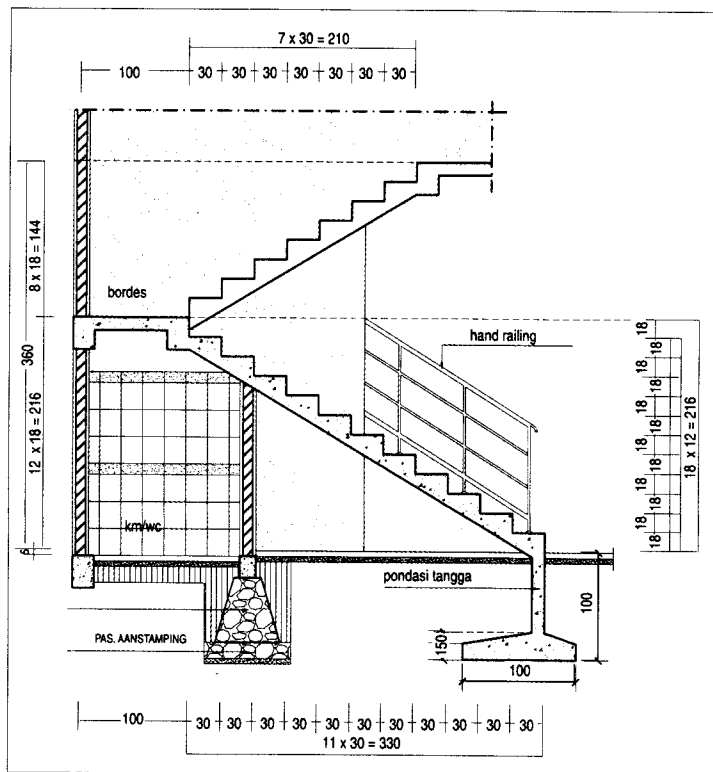 7 x 30 = 210
100 30 30 30 30 30 30 30
8 x 18 = 144
bordes
hand railing
360
12 x 18 = 216
18 18 18 18 18 18 18 18 18 18 18 18
18 x 12 = 216
km/wc
pondasi tangga
100
PAS. AANSTAMPING
150
100
100 30 30 30 30 30 30 30 30 30 30 30
11 x 30 = 330